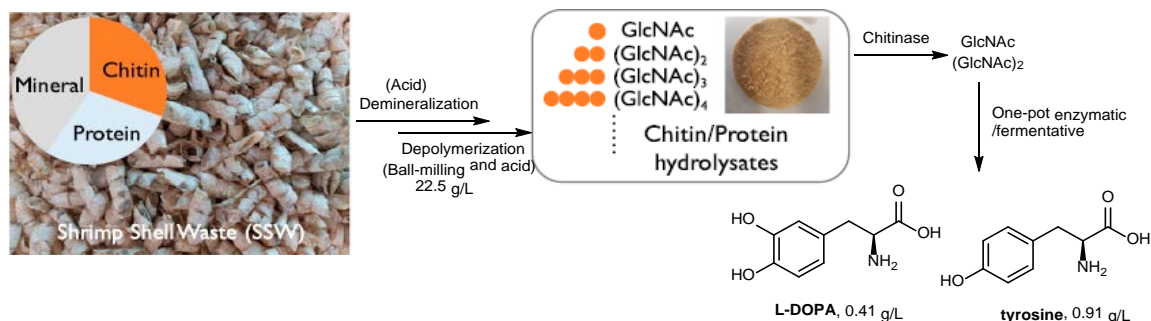 Mineral
Chitin
Protein
Shrimp Shell Waste (SSW)
(Acid)
Demineralization
Depolymerization
(Ball-milling and acid)
22.5 g/L
GlcNAc
(GlcNAc)2
(GlcNAc)3
(GlcNAc)4
Chitin/Protein
hydrolysates
Chitinase
GlcNAc
(GlcNAc)2
One-pot enzymatic
/fermentative
HO
HO
O
OH
NH2
L-DOPA, 0.41 g/L
HO
O
OH
NH2
tyrosine, 0.91 g/L